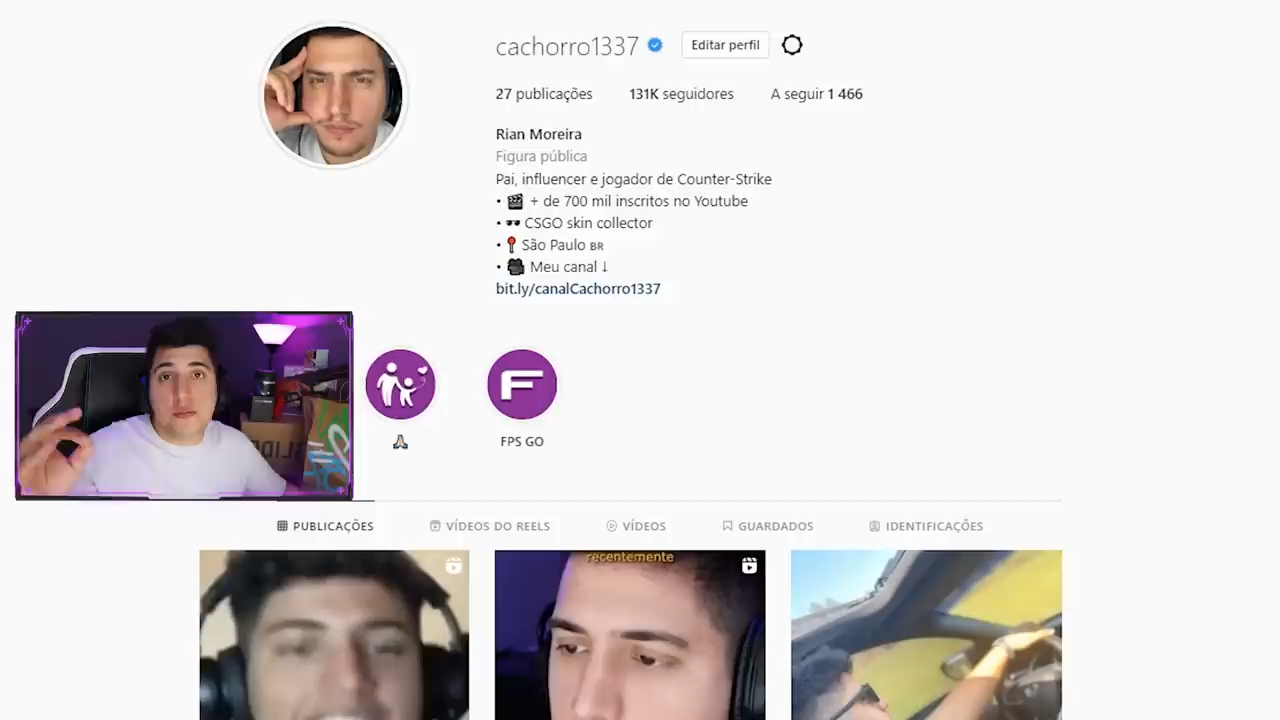 cachorro1337 Editar perfil
27 publicações 131K seguidores A seguir 1 466
Rian Moreira
Figura pública
Pai, influencer e jogador de Counter-Strike
• 🎬 + de 700 mil inscritos no Youtube
• 🕶 CSGO skin collector
• 📍 São Paulo BR
• 🎥 Meu canal ↓
bit.ly/canalCachorro1337
F
🙏🏻 FPS GO
PUBLICAÇÕES VÍDEOS DO REELS VÍDEOS GUARDADOS IDENTIFICAÇÕES
recentemente